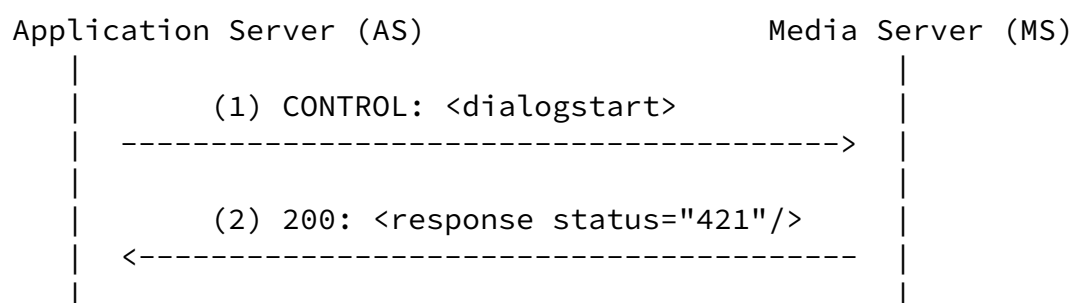 Application Server (AS) Media Server (MS)
(1) CONTROL: <dialogstart>
(2) 200: <response status="421"/>